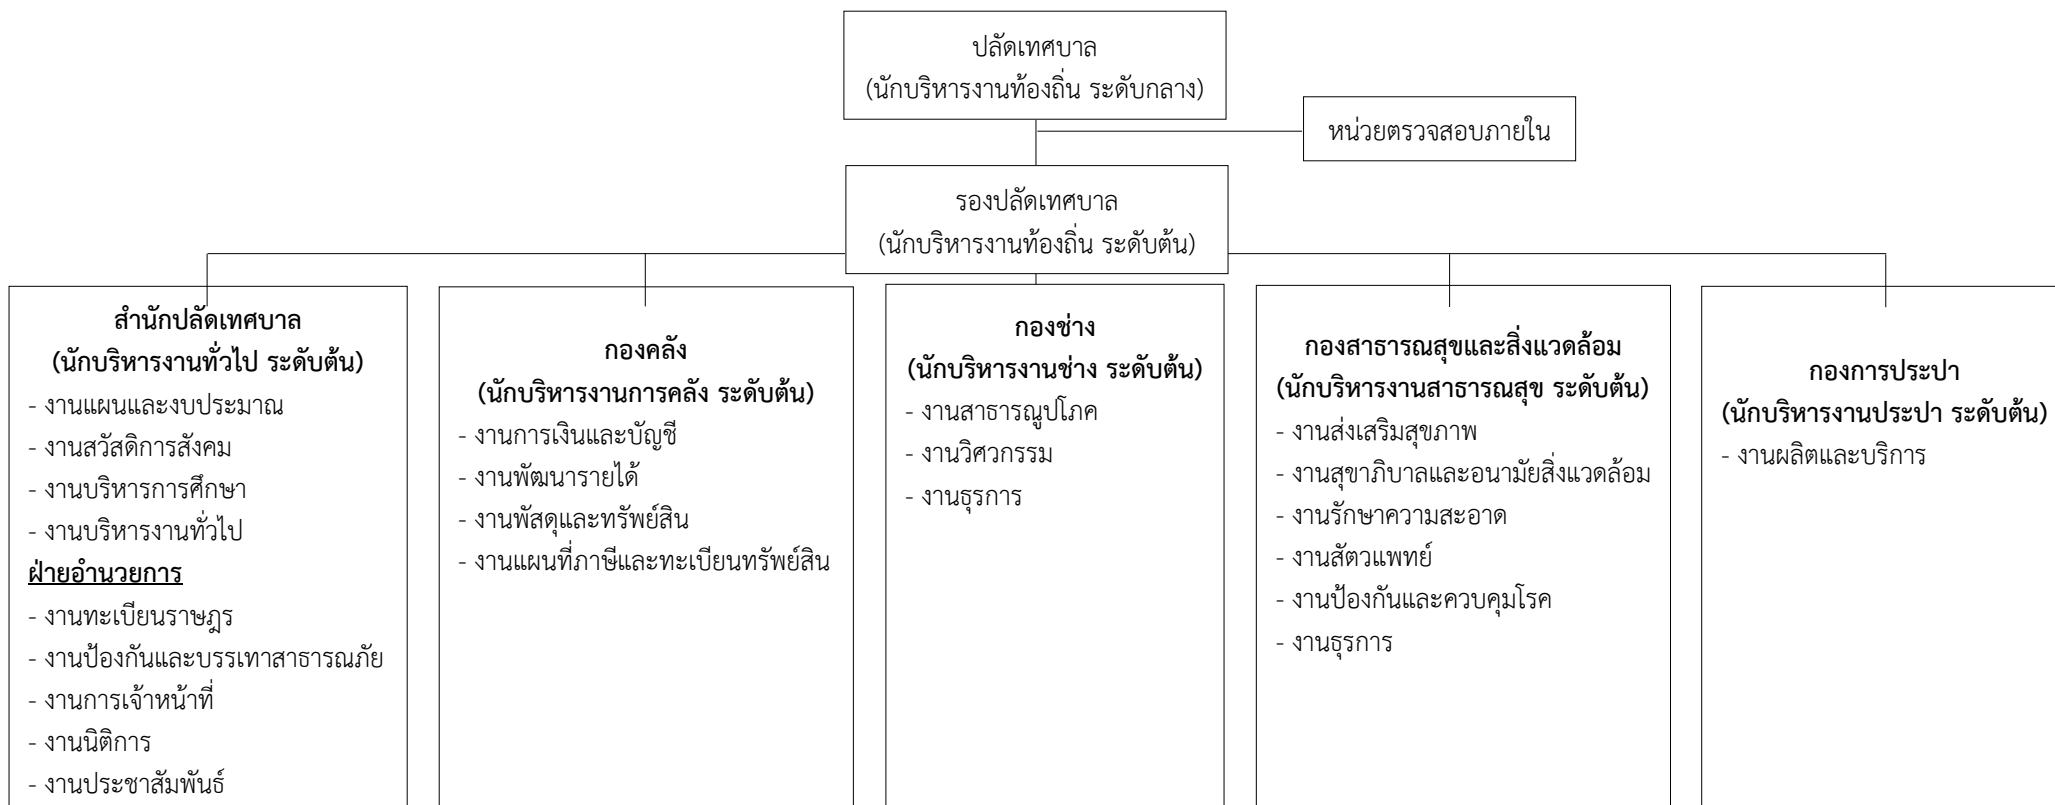 ปลัดเทศบาล
(นักบริหารงานท้องถิ่น ระดับกลาง)
หน่วยตรวจสอบภายใน
รองปลัดเทศบาล
(นักบริหารงานท้องถิ่น ระดับต้น)
สำนักปลัดเทศบาล
(นักบริหารงานทั่วไป ระดับต้น)
- งานแผนและงบประมาณ
- งานสวัสดิการสังคม
- งานบริหารการศึกษา
- งานบริหารงานทั่วไป
ฝ่ายอำนวยการ
- งานทะเบียนราษฎร
- งานป้องกันและบรรเทาสาธารณภัย
- งานการเจ้าหน้าที่
- งานนิติการ
- งานประชาสัมพันธ์
กองคลัง
(นักบริหารงานการคลัง ระดับต้น)
- งานการเงินและบัญชี
- งานพัฒนารายได้
- งานพัสดุและทรัพย์สิน
- งานแผนที่ภาษีและทะเบียนทรัพย์สิน
กองช่าง
(นักบริหารงานช่าง ระดับต้น)
- งานสาธารณูปโภค
- งานวิศวกรรม
- งานธุรการ
กองสาธารณสุขและสิ่งแวดล้อม
(นักบริหารงานสาธารณสุข ระดับต้น)
- งานส่งเสริมสุขภาพ
- งานสุขาภิบาลและอนามัยสิ่งแวดล้อม
- งานรักษาความสะอาด
- งานสัตวแพทย์
- งานป้องกันและควบคุมโรค
- งานธุรการ
กองการประปา
(นักบริหารงานประปา ระดับต้น)
- งานผลิตและบริการ